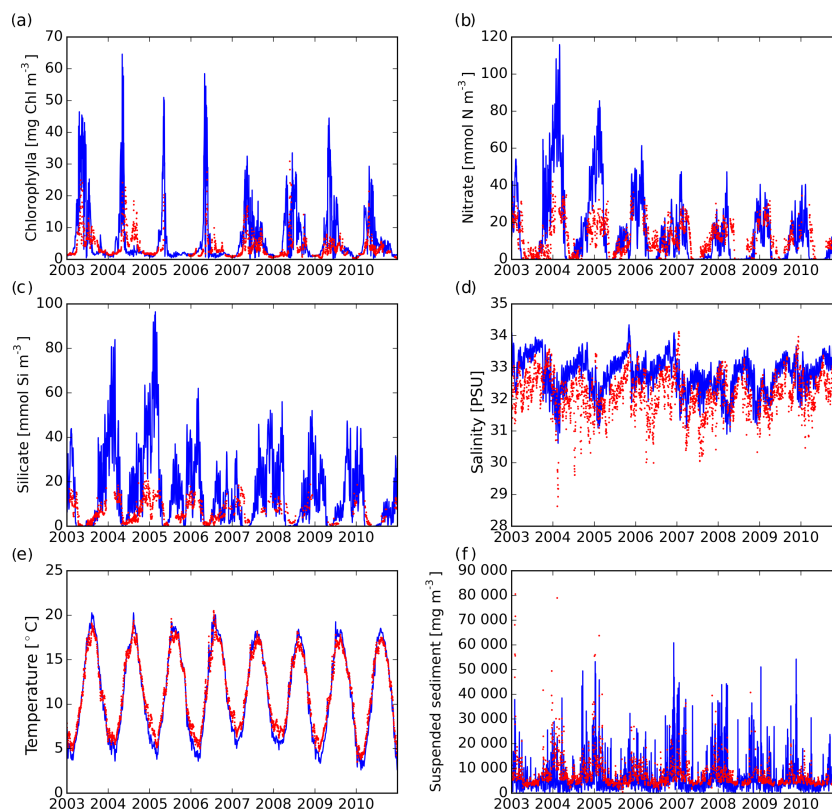 (a)
Chlorophylla [mg Chl m⁻³ ]
70
60
50
40
30
20
10
0
2003 2004 2005 2006 2007 2008 2009 2010
(b)
Nitrate [mmol N m⁻³ ]
120
100
80
60
40
20
0
2003 2004 2005 2006 2007 2008 2009 2010
(c)
Silicate [mmol Si m⁻³ ]
100
80
60
40
20
0
2003 2004 2005 2006 2007 2008 2009 2010
(d)
Salinity [PSU]
35
34
33
32
31
30
29
28
2003 2004 2005 2006 2007 2008 2009 2010
(e)
Temperature [°C]
25
20
15
10
5
0
2003 2004 2005 2006 2007 2008 2009 2010
(f)
Suspended sediment [mg m⁻³ ]
90 000
80 000
70 000
60 000
50 000
40 000
30 000
20 000
10 000
0
2003 2004 2005 2006 2007 2008 2009 2010